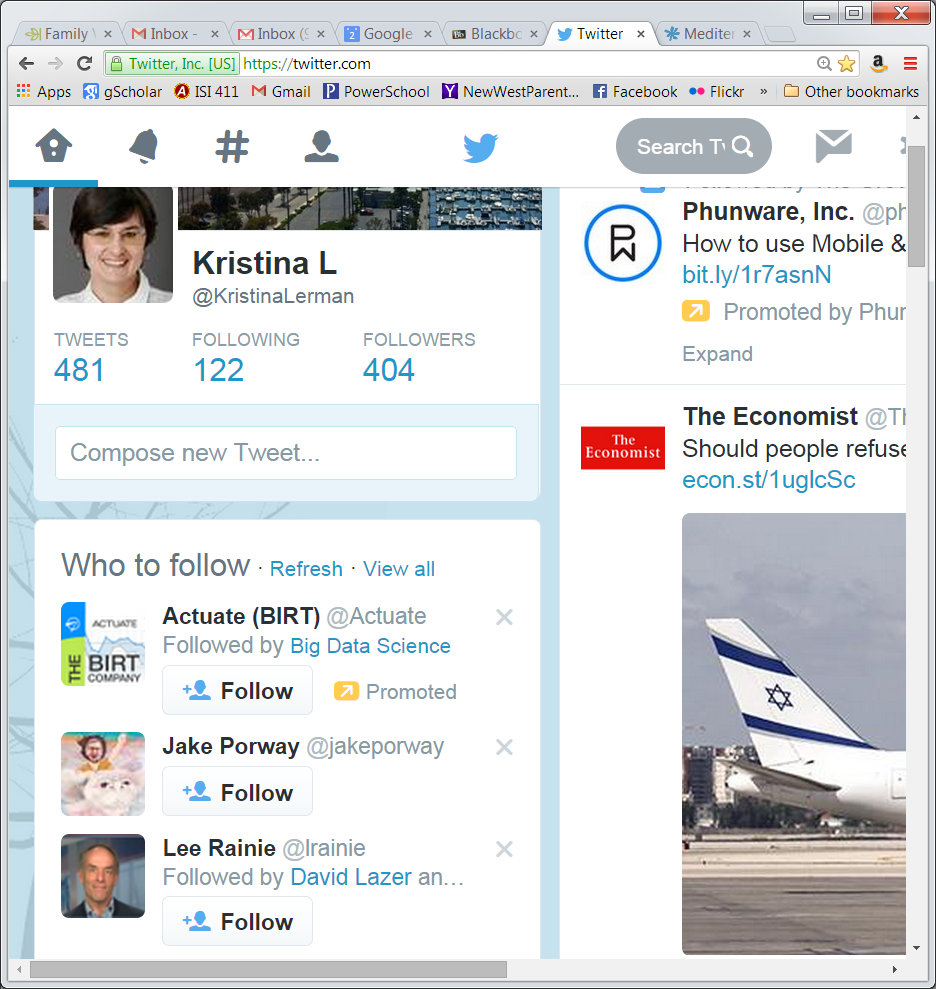 Family
Inbox -
Inbox (9
Google
Blackbo
Twitter
Mediter
Twitter, Inc. [US]
https://twitter.com
Apps
gScholar
ISI 411
Gmail
PowerSchool
NewWestParent...
Facebook
Flickr
»
Other bookmarks
Search Tw
Kristina L
@KristinaLerman
TWEETS FOLLOWING FOLLOWERS
481 122 404
Compose new Tweet...
Who to follow · Refresh · View all
ACTUATE
THE BIRT
COMPANY
Actuate (BIRT) @Actuate
Followed by Big Data Science
Follow
Promoted
Jake Porway @jakeporway
Follow
Lee Rainie @lrainie
Followed by David Lazer an...
Follow
Phunware, Inc. @ph
How to use Mobile &
bit.ly/1r7asnN
Promoted by Phun
Expand
The
Economist
The Economist @Th
Should people refuse
econ.st/1uglcSc